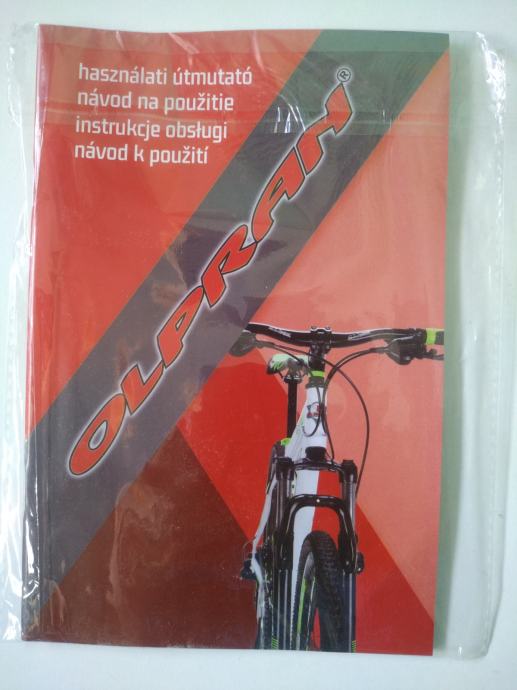 használati útmutató
návod na použitie
instrukcje obsługi
návod k použití
OLPRAN®